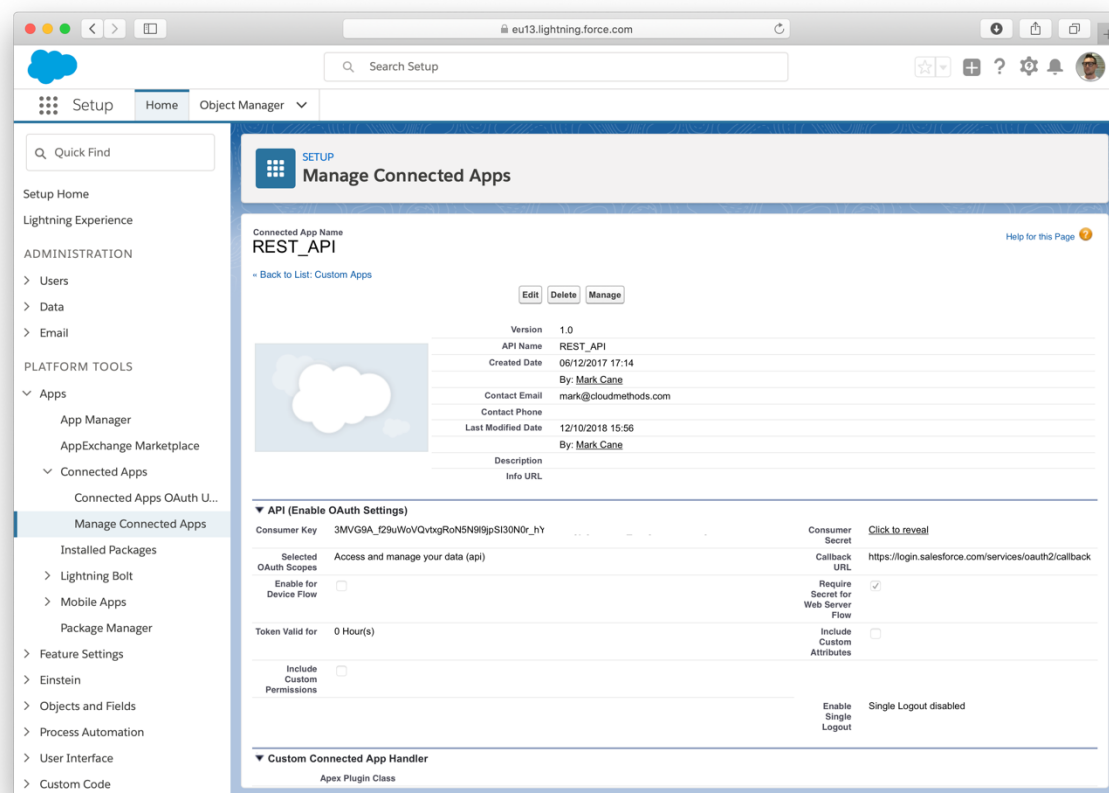 eu13.lightning.force.com
Search Setup
Setup
Home
Object Manager
Quick Find
Setup Home
Lightning Experience
ADMINISTRATION
Users
Data
Email
PLATFORM TOOLS
Apps
App Manager
AppExchange Marketplace
Connected Apps
Connected Apps OAuth U...
Manage Connected Apps
Installed Packages
Lightning Bolt
Mobile Apps
Package Manager
Feature Settings
Einstein
Objects and Fields
Process Automation
User Interface
Custom Code
SETUP
Manage Connected Apps
Connected App Name
REST_API
Help for this Page
« Back to List: Custom Apps
Edit Delete Manage
Version 1.0
API Name REST_API
Created Date 06/12/2017 17:14
By: Mark Cane
Contact Email mark@cloudmethods.com
Contact Phone
Last Modified Date 12/10/2018 15:56
By: Mark Cane
Description
Info URL
API (Enable OAuth Settings)
Consumer Key 3MVG9A_f29uWoVQvtxgRoN5N9I9jpSI30N0r_hY
Consumer
Secret
Click to reveal
Selected
OAuth Scopes
Access and manage your data (api)
Callback
URL
https://login.salesforce.com/services/oauth2/callback
Enable for
Device Flow
Require
Secret for
Web Server
Flow
Token Valid for 0 Hour(s)
Include
Custom
Attributes
Include
Custom
Permissions
Enable
Single
Logout
Single Logout disabled
Custom Connected App Handler
Apex Plugin Class